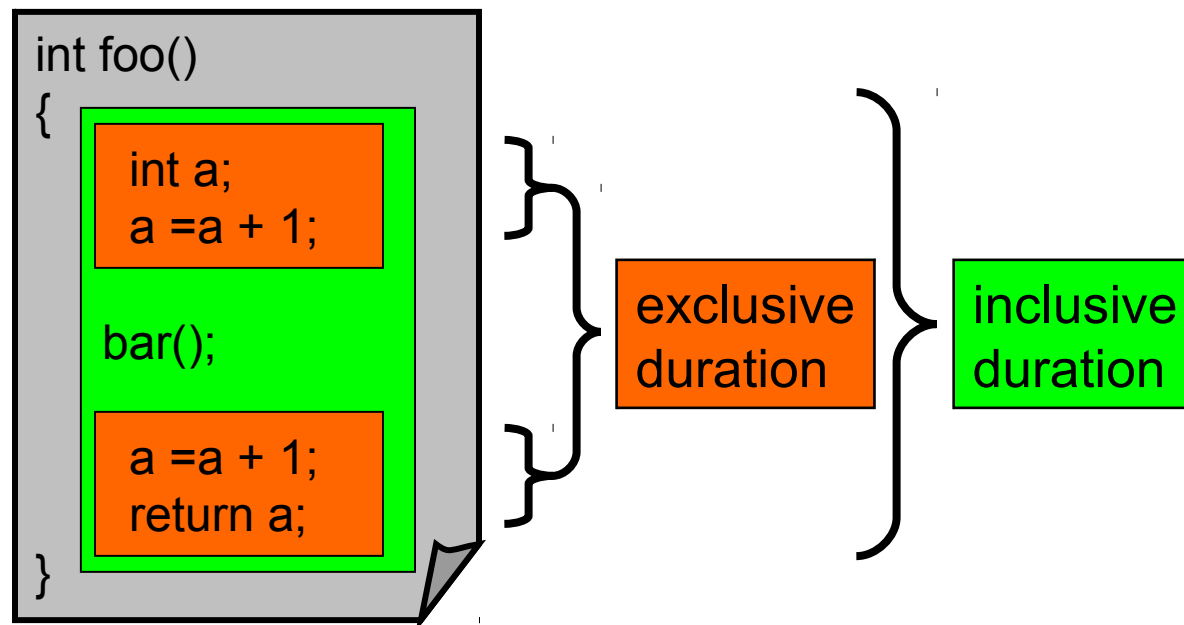 int foo()
{
int a;
a =a + 1;
bar();
a =a + 1;
return a;
}
exclusive
duration
inclusive
duration